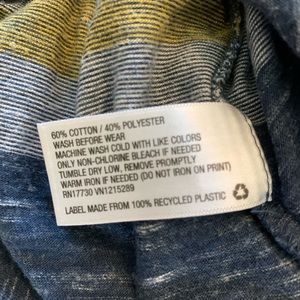 60% COTTON / 40% POLYESTER
WASH BEFORE WEAR
MACHINE WASH COLD WITH LIKE COLORS
ONLY NON-CHLORINE BLEACH IF NEEDED
TUMBLE DRY LOW, REMOVE PROMPTLY
WARM IRON IF NEEDED (DO NOT IRON ON PRINT)
RN17730 VN1215289
LABEL MADE FROM 100% RECYCLED PLASTIC